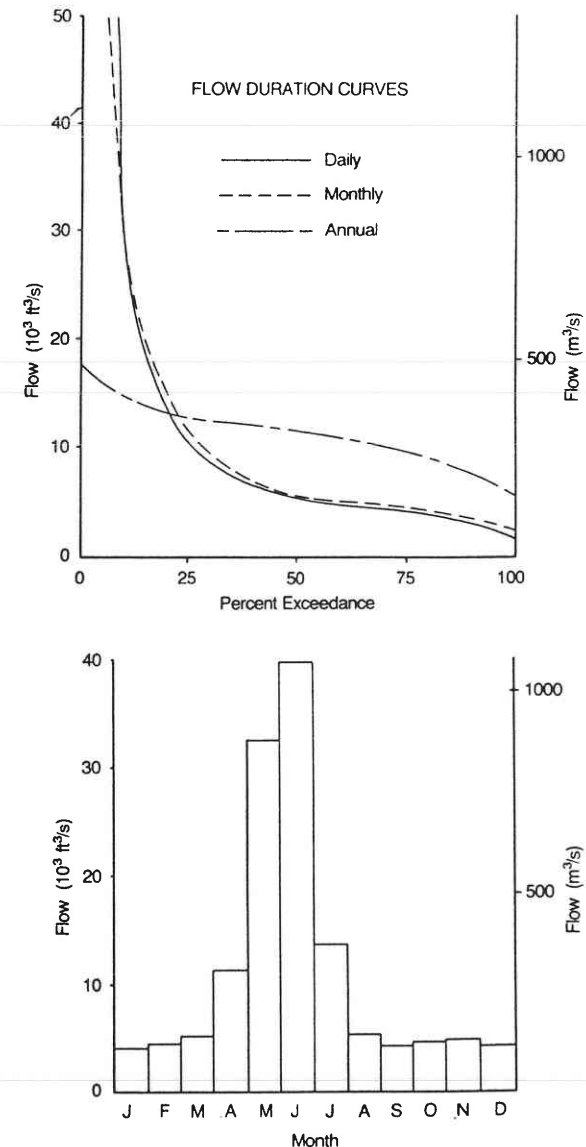 FLOW DURATION CURVES
Daily
Monthly
Annual
50
40
30
20
10
0
Flow (10³ ft³/s)
1000
500
Flow (m³/s)
0 25 50 75 100
Percent Exceedance
40
30
20
10
0
Flow (10³ ft³/s)
1000
500
Flow (m³/s)
J F M A M J J A S O N D
Month